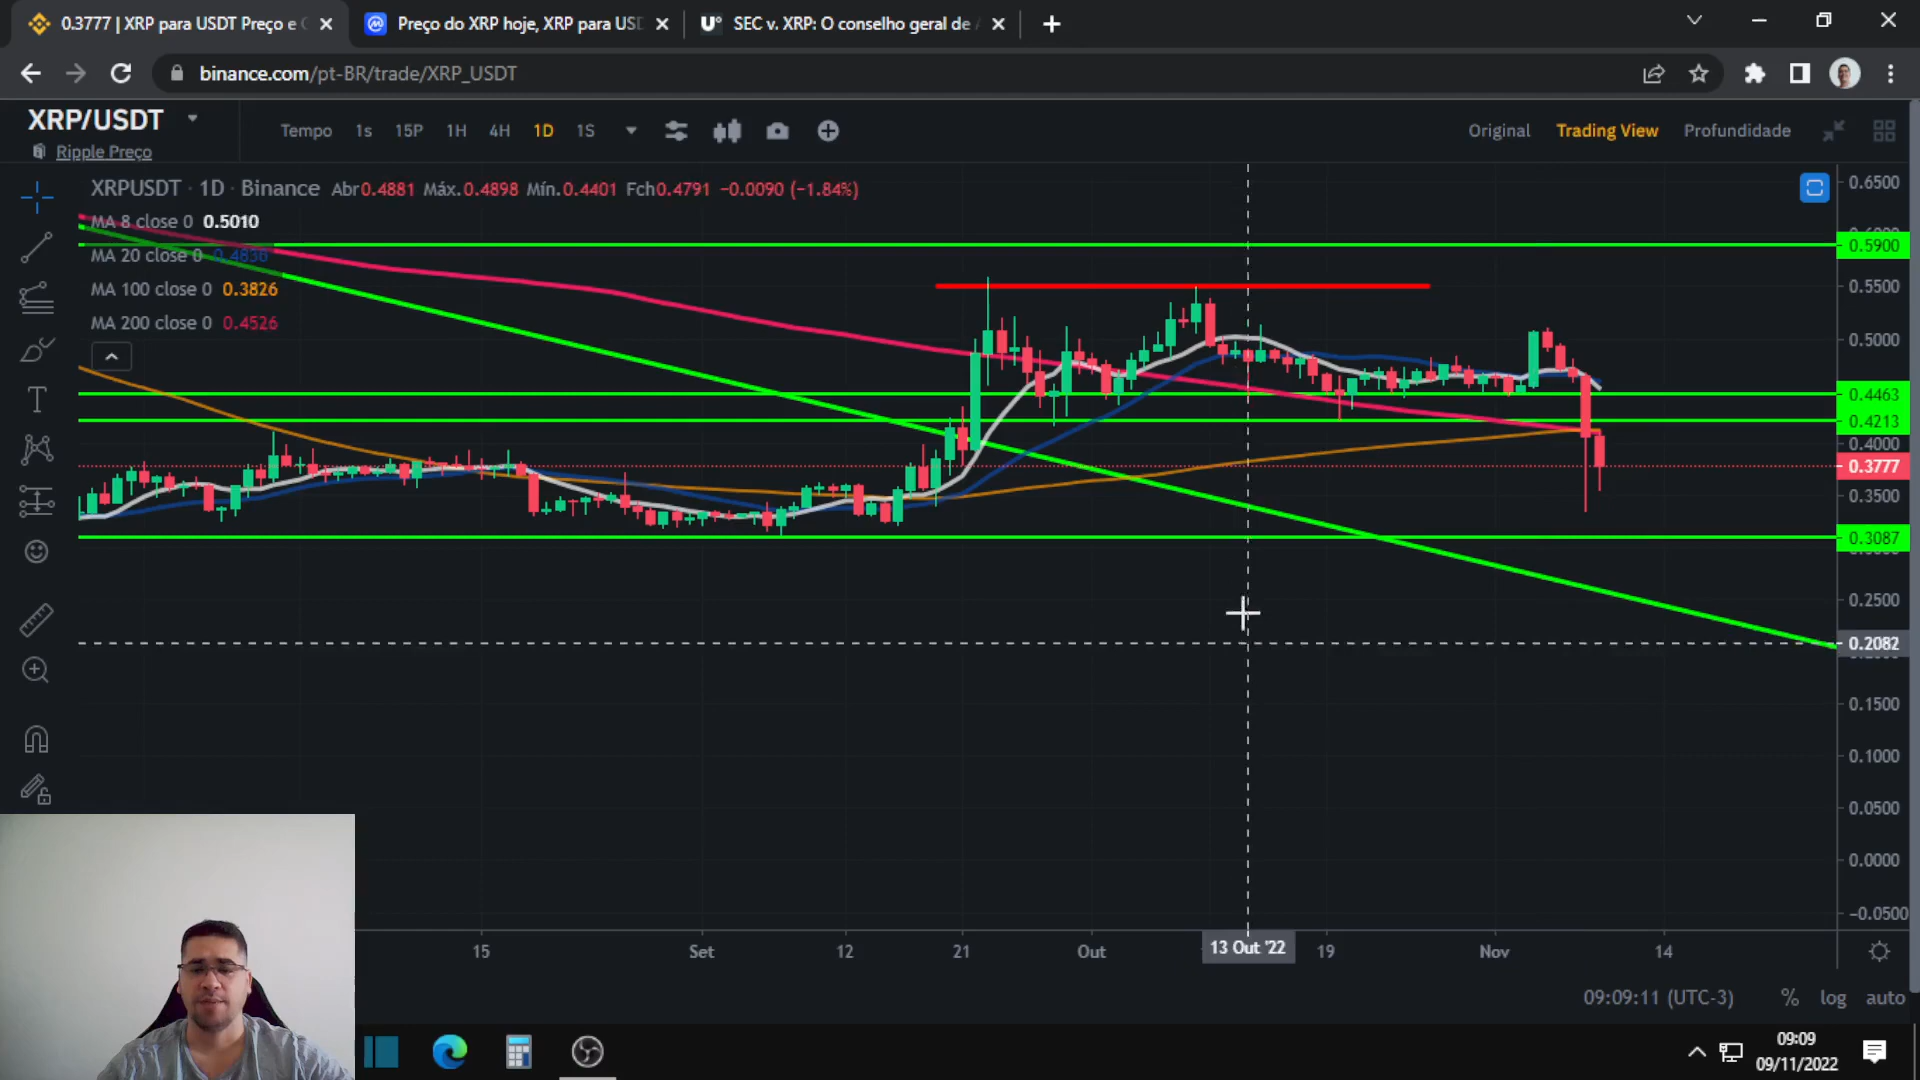 0.3777 | XRP para USDT Preço e
Preço do XRP hoje, XRP para USD
SEC v. XRP: O conselho geral de
binance.com/pt-BR/trade/XRP_USDT
XRP/USDT
Ripple Preço
Tempo 1s 15P 1H 4H 1D 1S
Original Trading View Profundidade
XRPUSDT · 1D · Binance Abr0.4881 Máx.0.4898 Mín.0.4401 Fch0.4791 −0.0090 (−1.84%)
MA 8 close 0 0.5010
MA 20 close 0 0.4836
MA 100 close 0 0.3826
MA 200 close 0 0.4526
0.6500
0.5900
0.5500
0.5000
0.4463
0.4213
0.4000
0.3777
0.3500
0.3087
0.2500
0.2082
0.1500
0.1000
0.0500
0.0000
−0.0500
15 Set 12 21 Out 13 Out '22 19 Nov 14
09:09:11 (UTC-3) % log auto
09:09
09/11/2022